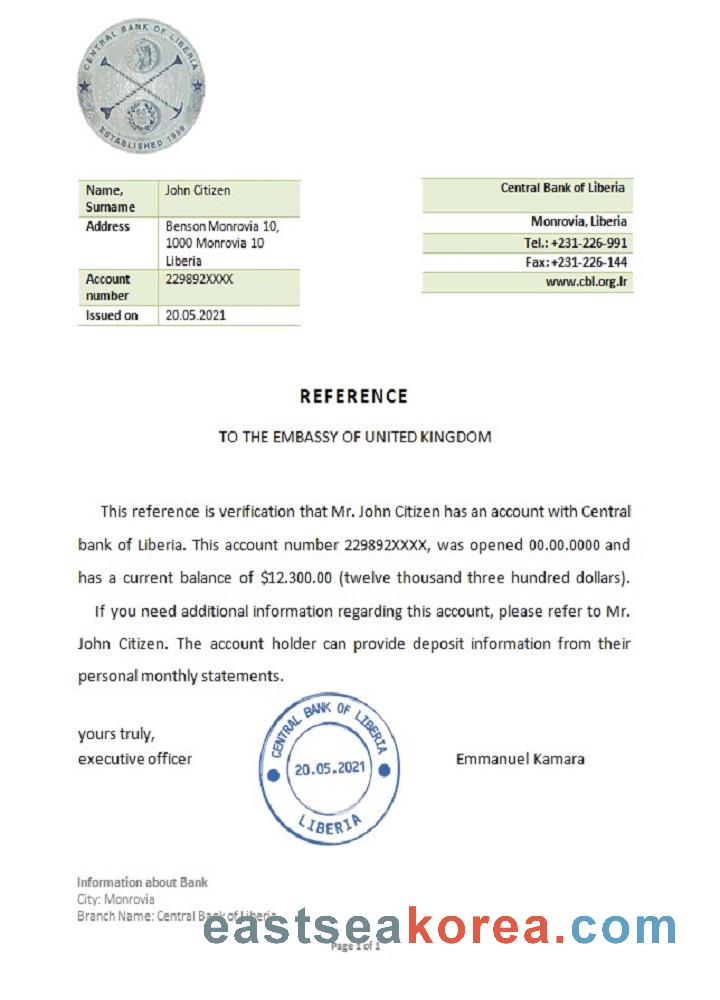 CENTRAL BANK OF LIBERIA
ESTABLISHED 1999
Name, Surname John Citizen
Address Benson Monrovia 10,
1000 Monrovia 10
Liberia
Account number 229892XXXX
Issued on 20.05.2021
Central Bank of Liberia
Monrovia, Liberia
Tel.: +231-226-991
Fax: +231-226-144
www.cbl.org.lr
REFERENCE
TO THE EMBASSY OF UNITED KINGDOM
This reference is verification that Mr. John Citizen has an account with Central
bank of Liberia. This account number 229892XXXX, was opened 00.00.0000 and
has a current balance of $12.300.00 (twelve thousand three hundred dollars).
If you need additional information regarding this account, please refer to Mr.
John Citizen. The account holder can provide deposit information from their
personal monthly statements.
yours truly,
executive officer
CENTRAL BANK OF LIBERIA
20.05.2021
LIBERIA
Emmanuel Kamara
Information about Bank
City: Monrovia
Branch Name: Central Bank of Liberia
eastseakorea.com
Page 1 of 1